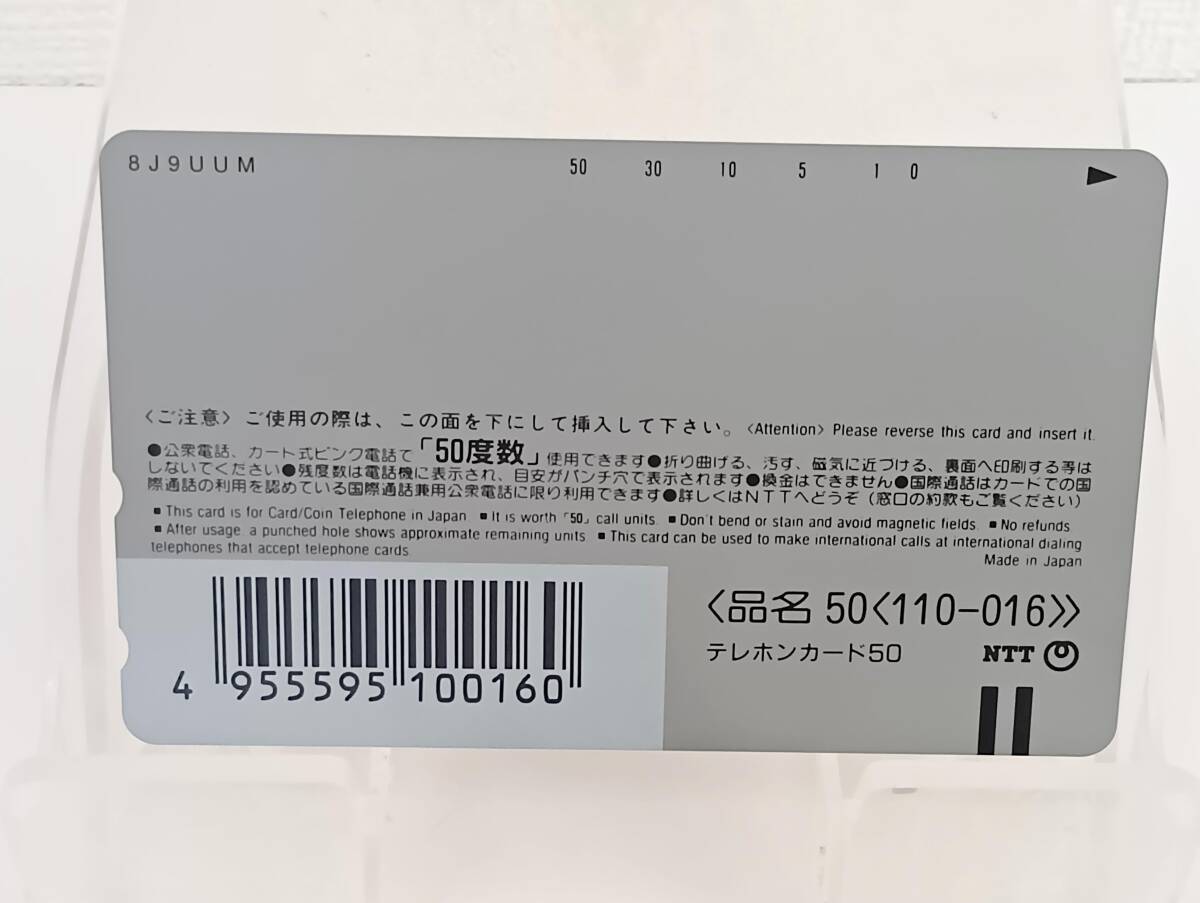 8J9UUM 50 30 10 5 1 0
〈ご注意〉ご使用の際は、この面を下にして挿入して下さい。〈Attention〉Please reverse this card and insert it.
●公衆電話、カード式ピンク電話で「50度数」使用できます●折り曲げる、汚す、磁気に近づける、裏面へ印刷する等は
しないでください●残度数は電話機に表示され、目安がパンチ穴で表示されます●換金はできません●国際通話はカードでの国
際通話の利用を認めている国際通話兼用公衆電話に限り利用できます●詳しくはNTTへどうぞ(窓口の約款もご覧ください)
■ This card is for Card/Coin Telephone in Japan ■ It is worth「50」call units. ■ Don't bend or stain and avoid magnetic fields ■ No refunds
■ After usage a punched hole shows approximate remaining units ■ This card can be used to make international calls at international dialing
telephones that accept telephone cards
Made in Japan
〈品名 50〈110-016〉〉
テレホンカード50 NTT
4 955595 100160